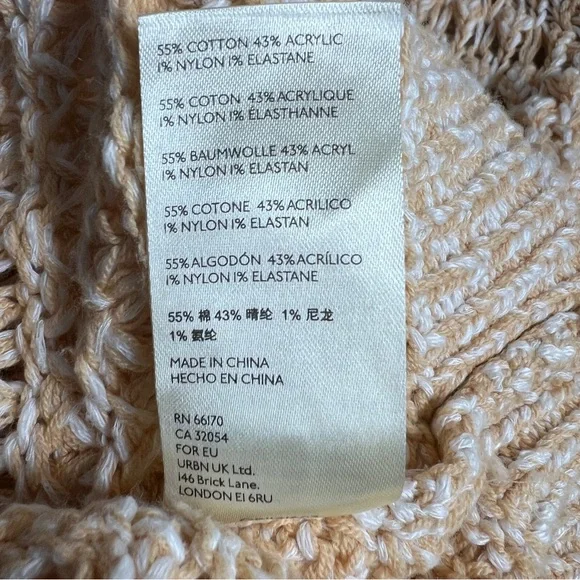 55% COTTON 43% ACRYLIC
1% NYLON 1% ELASTANE
55% COTON 43% ACRYLIQUE
1% NYLON 1% ÉLASTHANNE
55% BAUMWOLLE 43% ACRYL
1% NYLON 1% ELASTAN
55% COTONE 43% ACRILICO
1% NYLON 1% ELASTAN
55% ALGODÓN 43% ACRÍLICO
1% NYLON 1% ELASTANE
55% 棉 43% 晴纶 1% 尼龙
1% 氨纶
MADE IN CHINA
HECHO EN CHINA
RN 66170
CA 32054
FOR EU
URBN UK Ltd.
146 Brick Lane.
LONDON E1 6RU